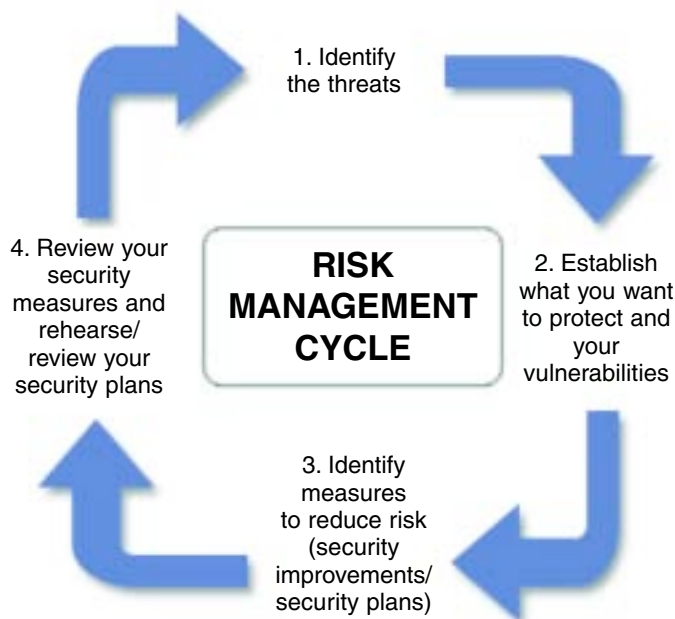 1. Identify
the threats
2. Establish
what you want
to protect and
your
vulnerabilities
3. Identify
measures
to reduce risk
(security
improvements/
security plans)
4. Review your
security
measures and
rehearse/
review your
security plans
RISK
MANAGEMENT
CYCLE